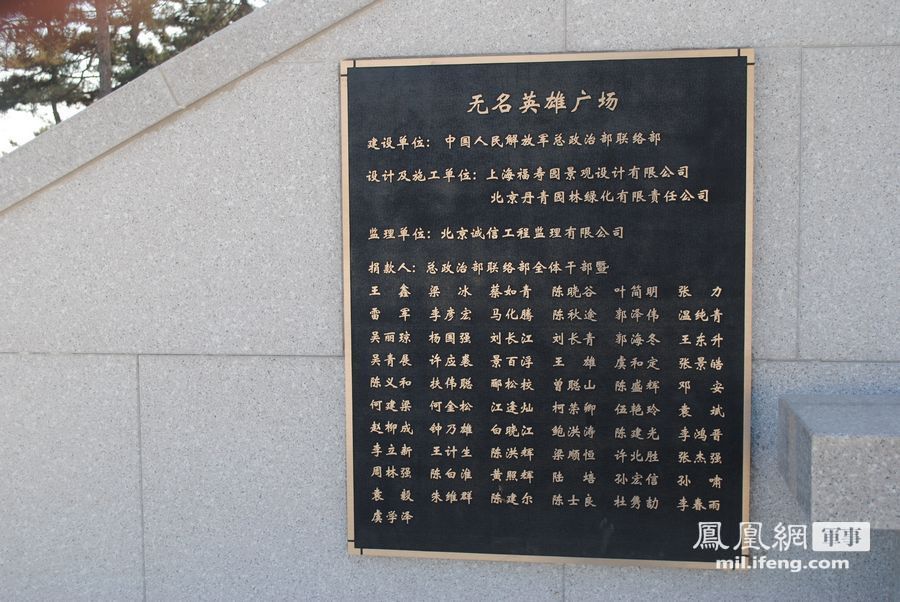 无名英雄广场
建设单位：中国人民解放军总政治部联络部
设计及施工单位：上海福寿园景观设计有限公司
北京丹青园林绿化有限责任公司
监理单位：北京诚信工程监理有限公司
捐款人：总政治部联络部全体干部暨
王 鑫 梁 冰 蔡如青 陈晓谷 叶简明 张 力
雷 军 李彦宏 马化腾 陈秋途 郭泽伟 温纯青
吴丽琼 杨国强 刘长江 刘长青 郭海冬 王东升
吴青展 许应裘 景百浮 王 雄 虞和定 张景皓
陈义和 扶伟聪 郦松校 曾聪山 陈盛辉 邓 安
何建梁 何金松 江逢灿 柯荣卿 伍艳玲 袁 斌
赵柳成 钟乃雄 白晓江 鲍洪涛 陈建光 李鸿晋
李立新 王计生 陈洪辉 梁顺恒 许北胜 张杰强
周林强 陈白淮 黄照辉 陆 培 孙宏信 孙 啸
袁 毅 朱维群 陈建尔 陈士良 杜隽劼 李春雨
虞学泽
鳳凰網 軍事
mil.ifeng.com